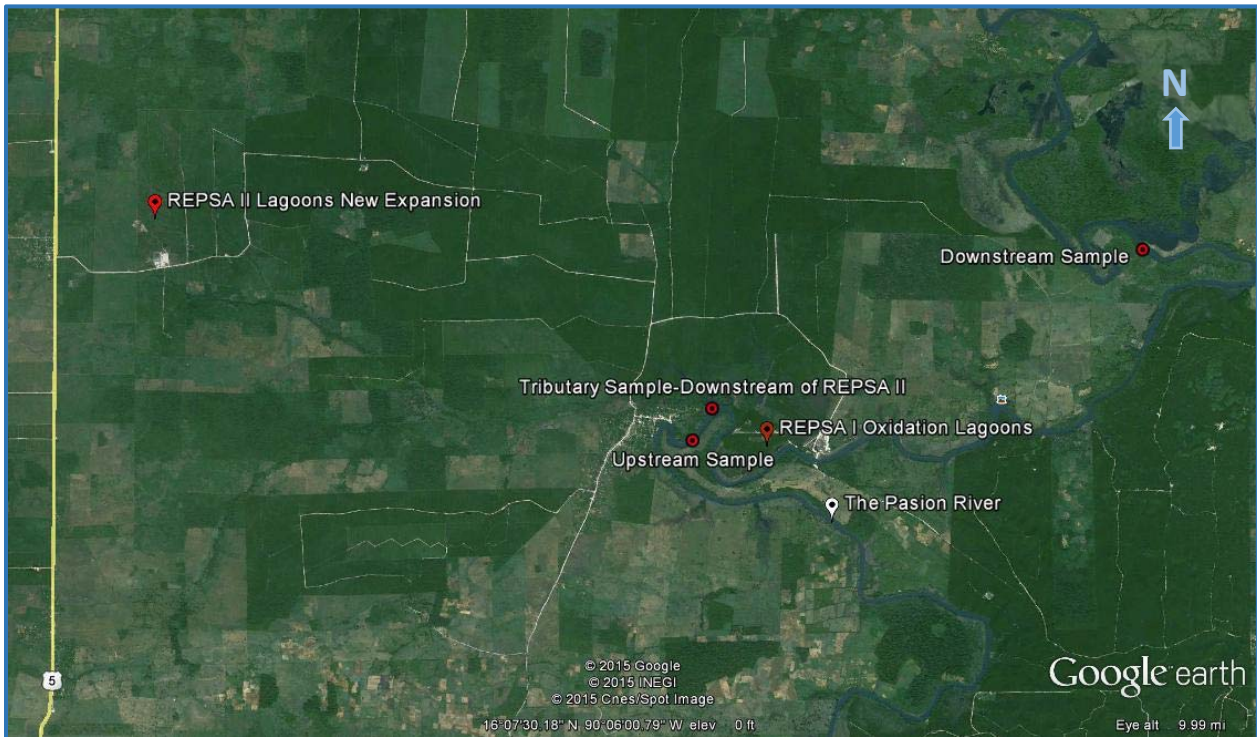 N
REPSA II Lagoons New Expansion
Downstream Sample
Tributary Sample-Downstream of REPSA II
REPSA I Oxidation Lagoons
Upstream Sample
The Pasion River
5
© 2015 Google
© 2015 INEGI
© 2015 Cnes/Spot Image
Google earth
16°07'30.18" N 90°06'00.79" W elev 0 ft
Eye alt 9.99 mi